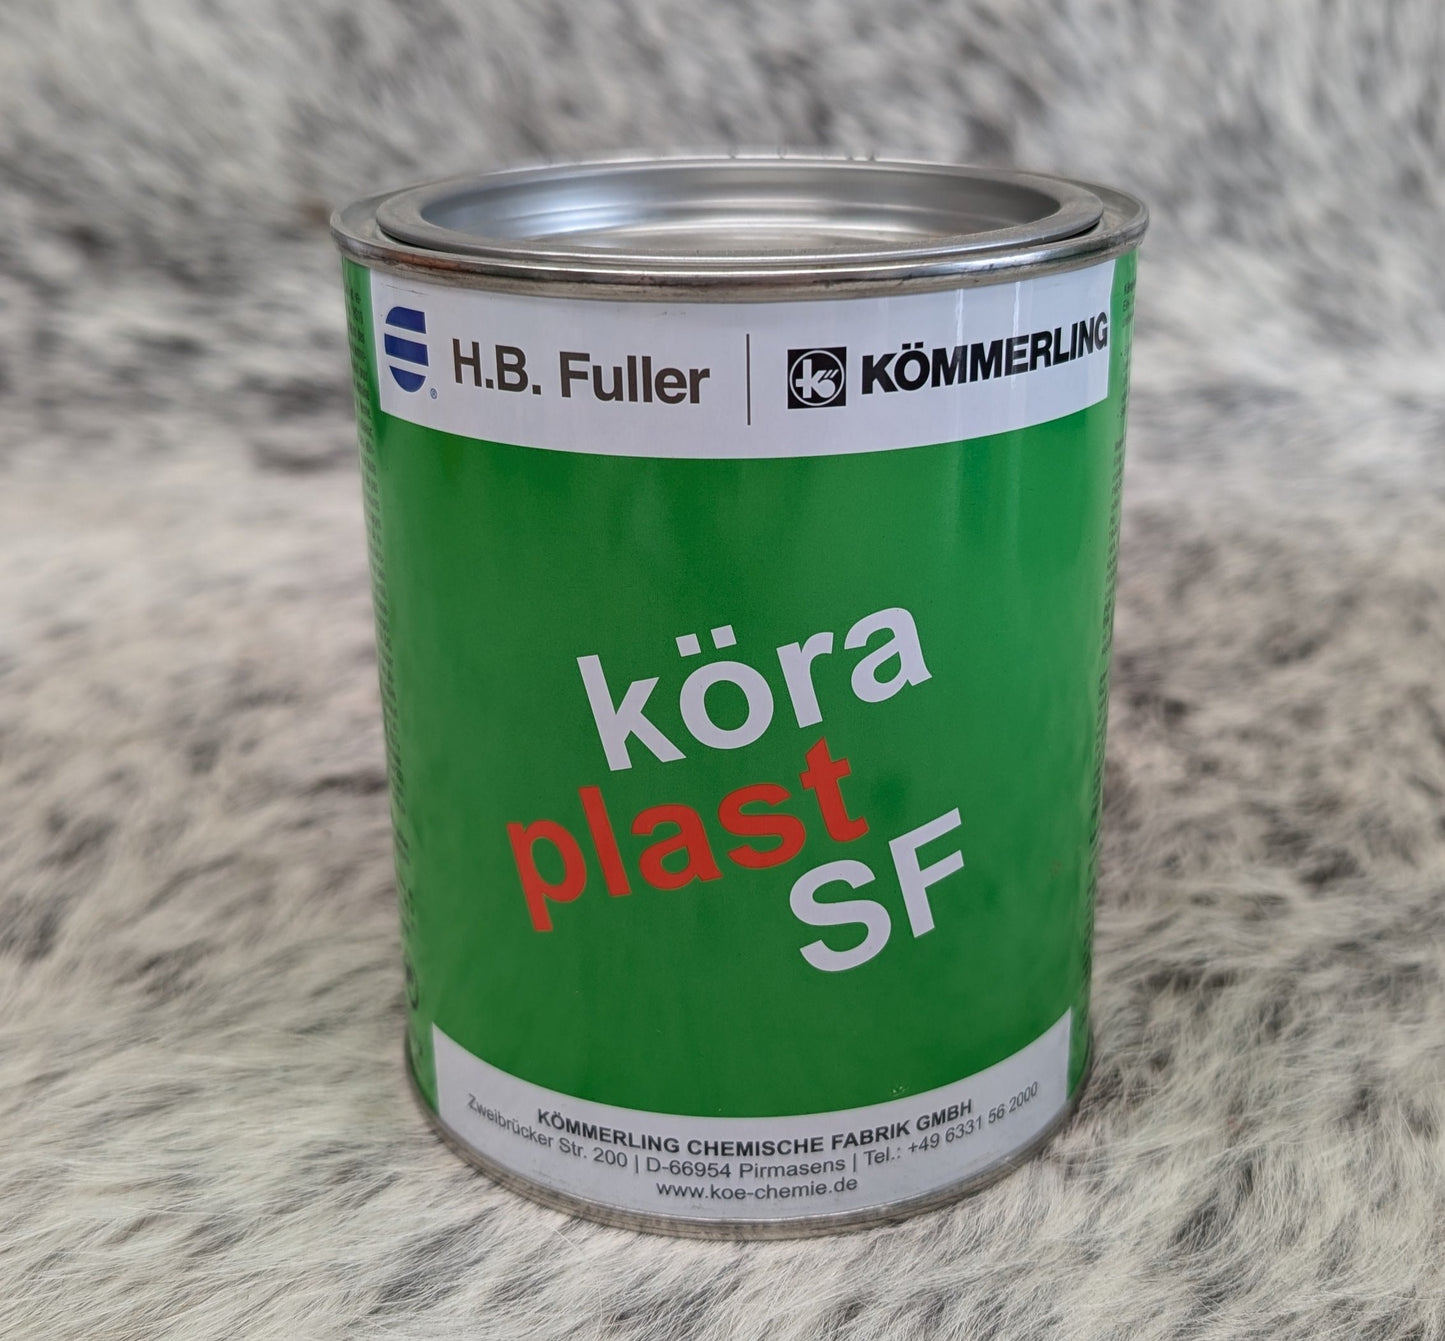 H.B. Fuller | KÖMMERLING
köra
plast
SF
KÖMMERLING CHEMISCHE FABRIK GMBH
Zweibrücker Str. 200 | D-66954 Pirmasens | Tel.: +49 6331 56 2000
www.koe-chemie.de